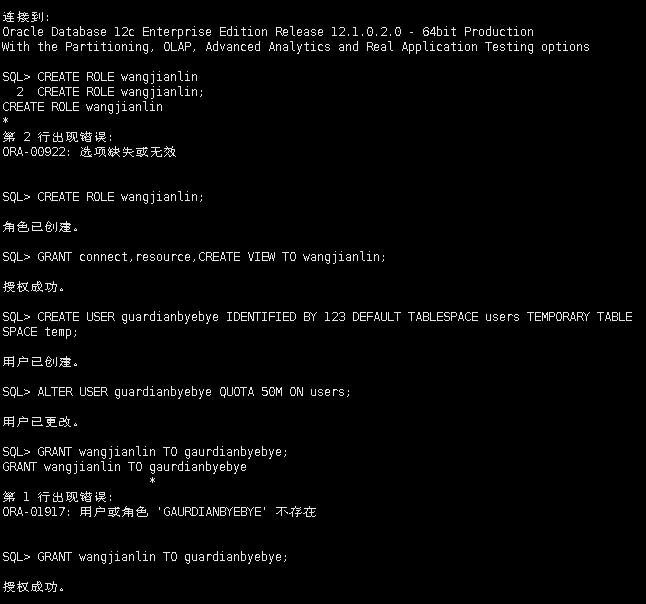 连接到:
Oracle Database 12c Enterprise Edition Release 12.1.0.2.0 - 64bit Production
With the Partitioning, OLAP, Advanced Analytics and Real Application Testing options
SQL> CREATE ROLE wangjianlin
2 CREATE ROLE wangjianlin;
CREATE ROLE wangjianlin
*
第 2 行出现错误:
ORA-00922: 选项缺失或无效
SQL> CREATE ROLE wangjianlin;
角色已创建。
SQL> GRANT connect,resource,CREATE VIEW TO wangjianlin;
授权成功。
SQL> CREATE USER guardianbyebye IDENTIFIED BY 123 DEFAULT TABLESPACE users TEMPORARY TABLE
SPACE temp;
用户已创建。
SQL> ALTER USER guardianbyebye QUOTA 50M ON users;
用户已更改。
SQL> GRANT wangjianlin TO gaurdianbyebye;
GRANT wangjianlin TO gaurdianbyebye
*
第 1 行出现错误:
ORA-01917: 用户或角色 'GAURDIANBYEBYE' 不存在
SQL> GRANT wangjianlin TO guardianbyebye;
授权成功。